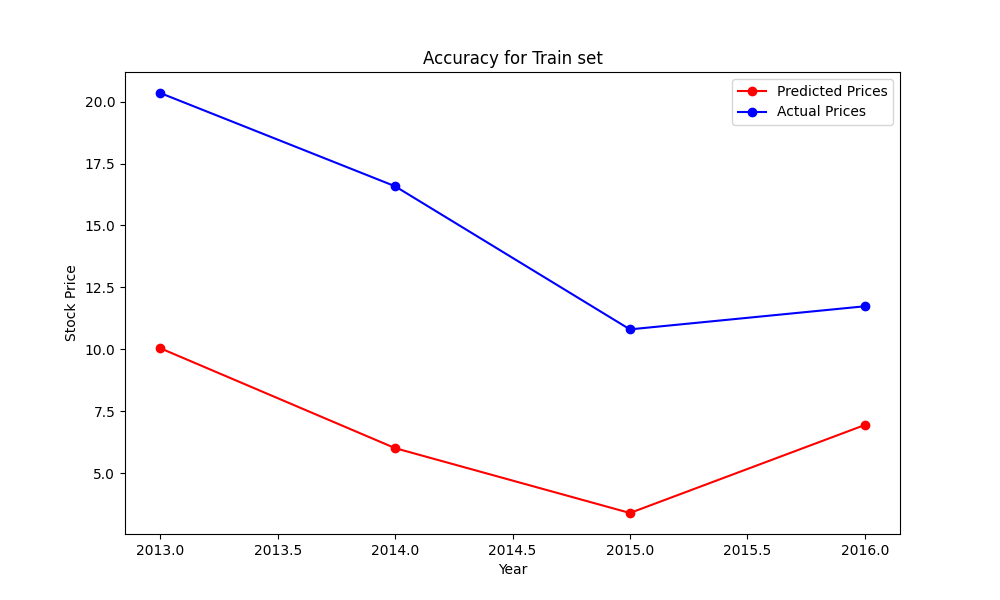 Accuracy for Train set
Predicted Prices
Actual Prices
20.0
17.5
15.0
12.5
10.0
7.5
5.0
Stock Price
2013.0 2013.5 2014.0 2014.5 2015.0 2015.5 2016.0
Year